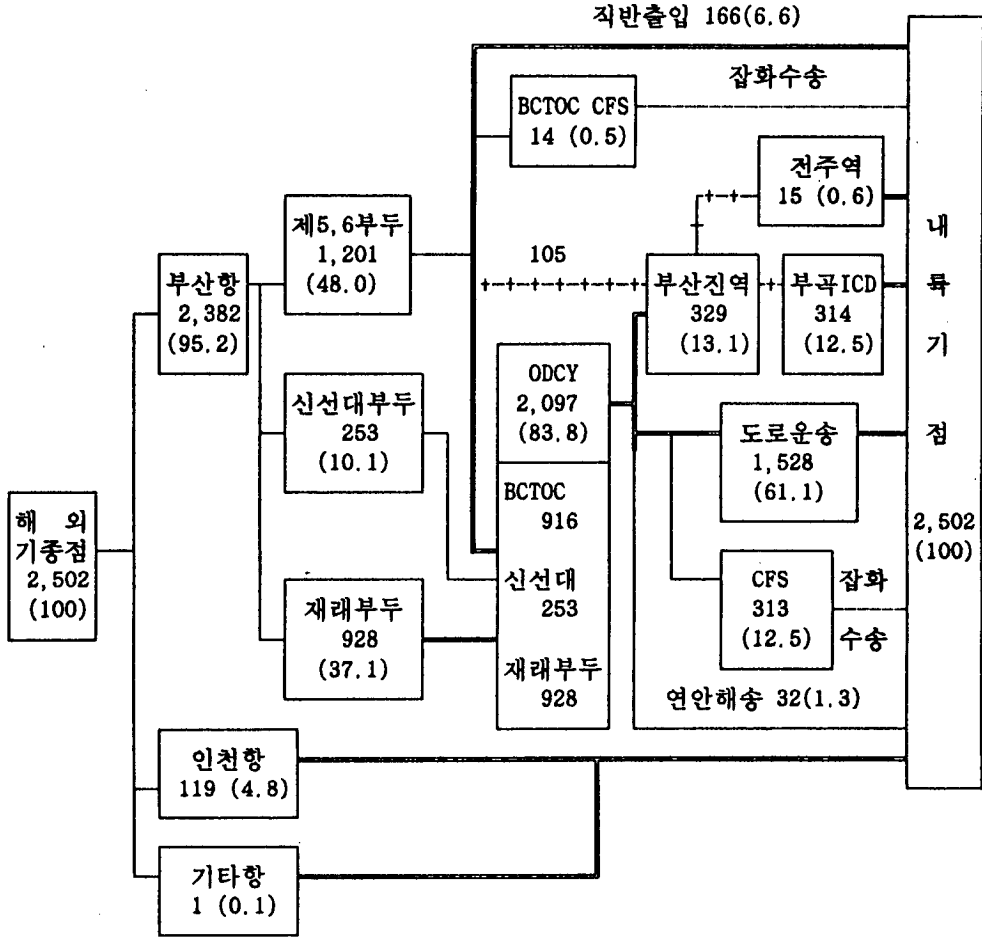 직반출입 166(6.6)
잡화수송
BCTOC CFS
14 (0.5)
전주역
15 (0.6)
제5,6부두
1,201
(48.0)
105
부산항
2,382
(95.2)
부산진역
329
(13.1)
부곡ICD
314
(12.5)
내
륙
기
점
2,502
(100)
ODCY
2,097
(83.8)
신선대부두
253
(10.1)
도로운송
1,528
(61.1)
BCTOC
916
신선대
253
재래부두
928
해 외
기종점
2,502
(100)
재래부두
928
(37.1)
CFS
313
(12.5)
잡화
수송
연안해송 32(1.3)
인천항
119 (4.8)
기타항
1 (0.1)